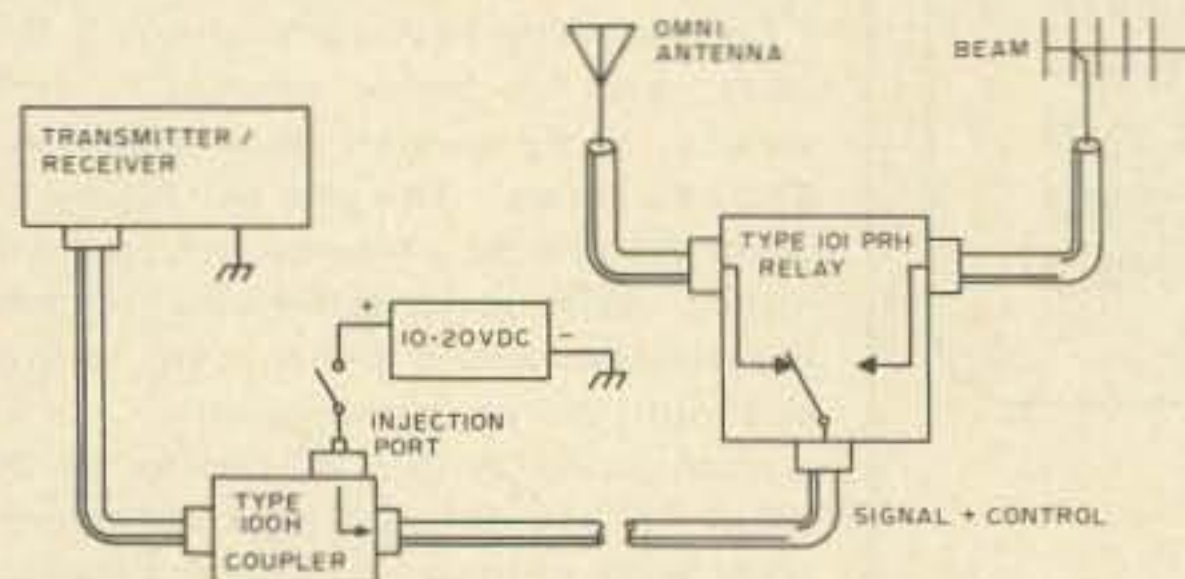 OMNI.
ANTENNA
BEAM
TRANSMITTER /
RECEIVER
TYPE 101 PRH
RELAY
+
10-20VDC
-
INJECTION
PORT
TYPE
100H
COUPLER
SIGNAL + CONTROL